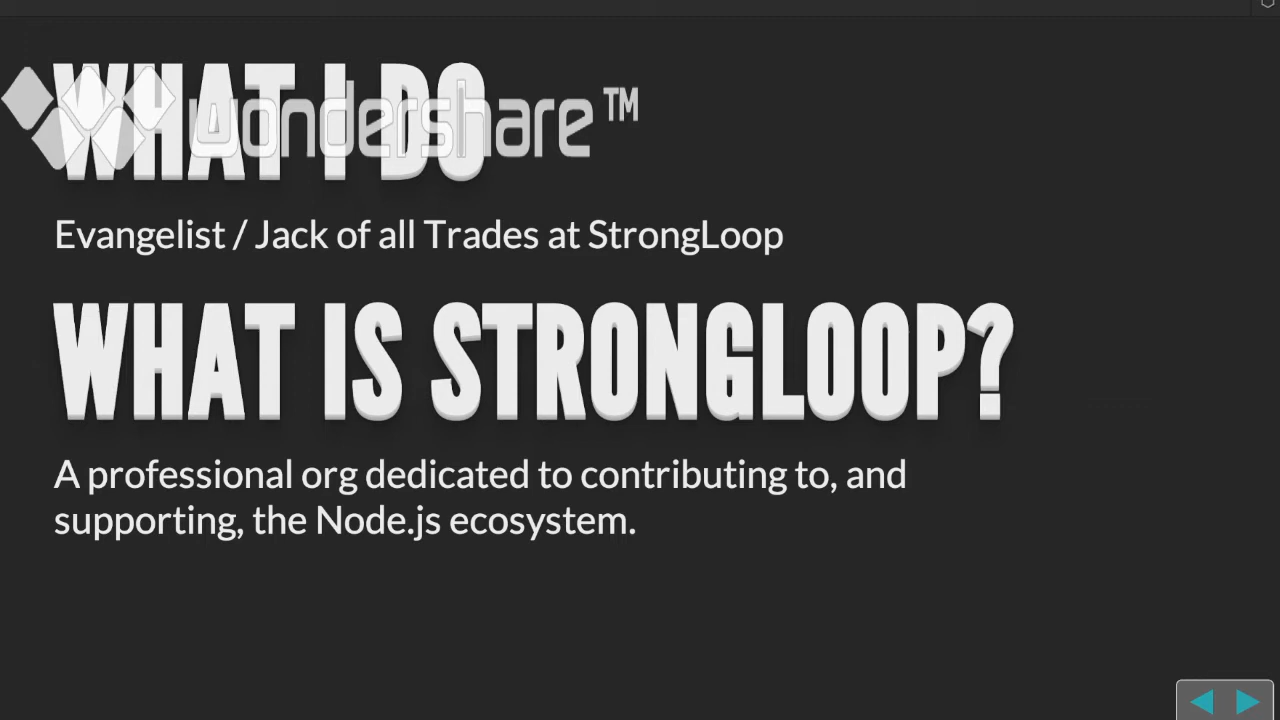 WHAT I DO
wondershare™
Evangelist / Jack of all Trades at StrongLoop
WHAT IS STRONGLOOP?
A professional org dedicated to contributing to, and
supporting, the Node.js ecosystem.